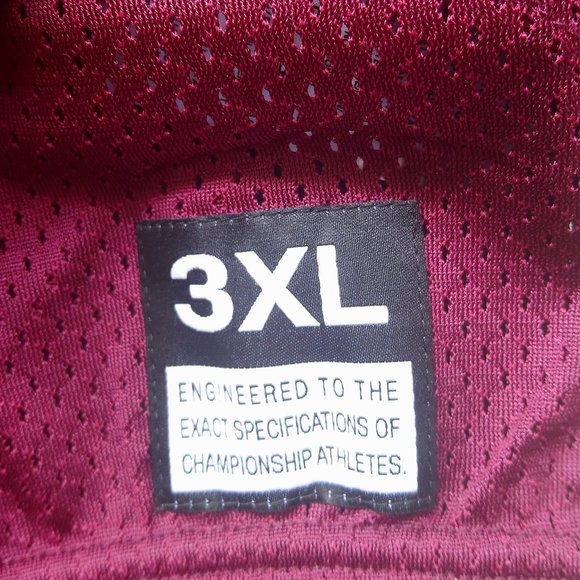 3XL
ENGINEERED TO THE
EXACT SPECIFICATIONS OF
CHAMPIONSHIP ATHLETES.